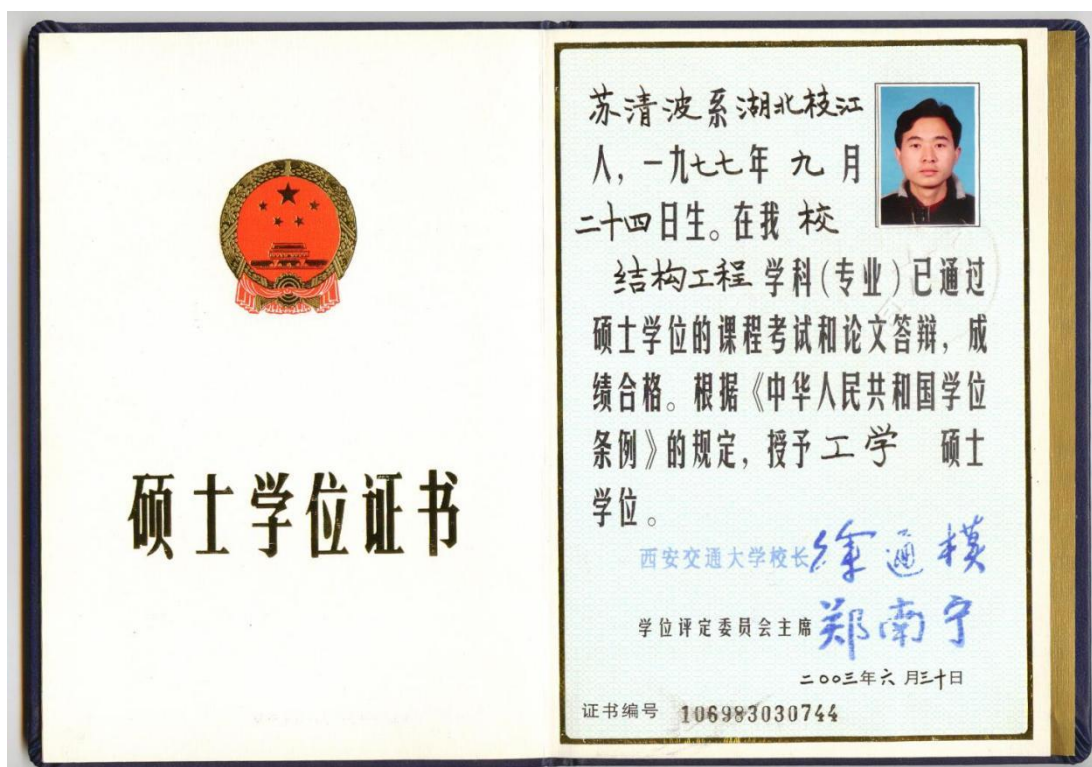 硕士学位证书
苏清波系湖北枝江
人，一九七七年九月
二十四日生。在我校
结构工程学科(专业)已通过
硕士学位的课程考试和论文答辩，成
绩合格。根据《中华人民共和国学位
条例》的规定，授予工学 硕士
学位。
西安交通大学校长 徐通模
学位评定委员会主席 郑南宁
二〇〇三年六月三十日
证书编号 106983030744